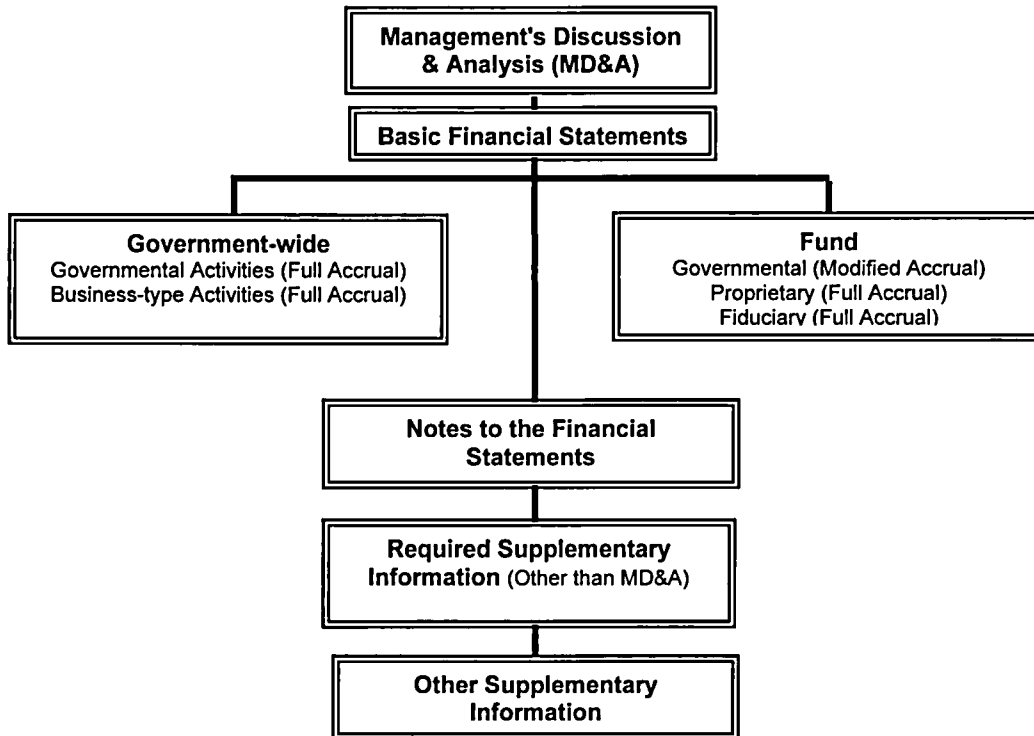 Management's Discussion
& Analysis (MD&A)
Basic Financial Statements
Government-wide
Governmental Activities (Full Accrual)
Business-type Activities (Full Accrual)
Fund
Governmental (Modified Accrual)
Proprietary (Full Accrual)
Fiduciary (Full Accrual)
Notes to the Financial
Statements
Required Supplementary
Information (Other than MD&A)
Other Supplementary
Information